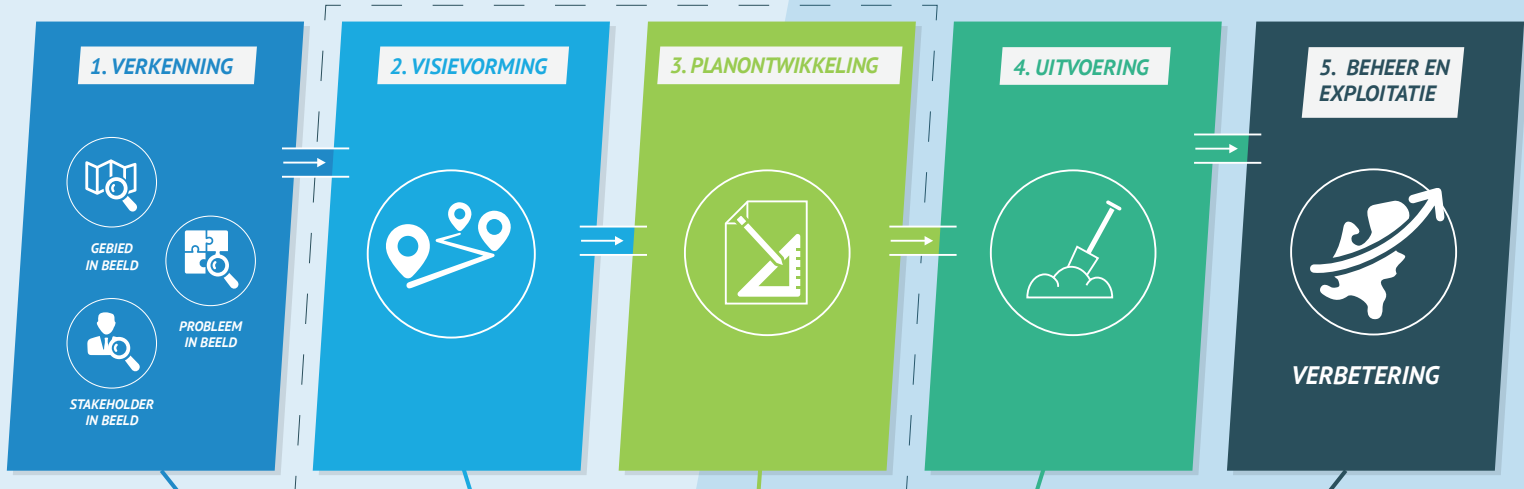 1. VERKENNING
GEBIED
IN BEELD
PROBLEEM
IN BEELD
STAKEHOLDER
IN BEELD
2. VISIEVORMING
3. PLANONTWIKKELING
4. UITVOERING
5. BEHEER EN
EXPLOITATIE
VERBETERING